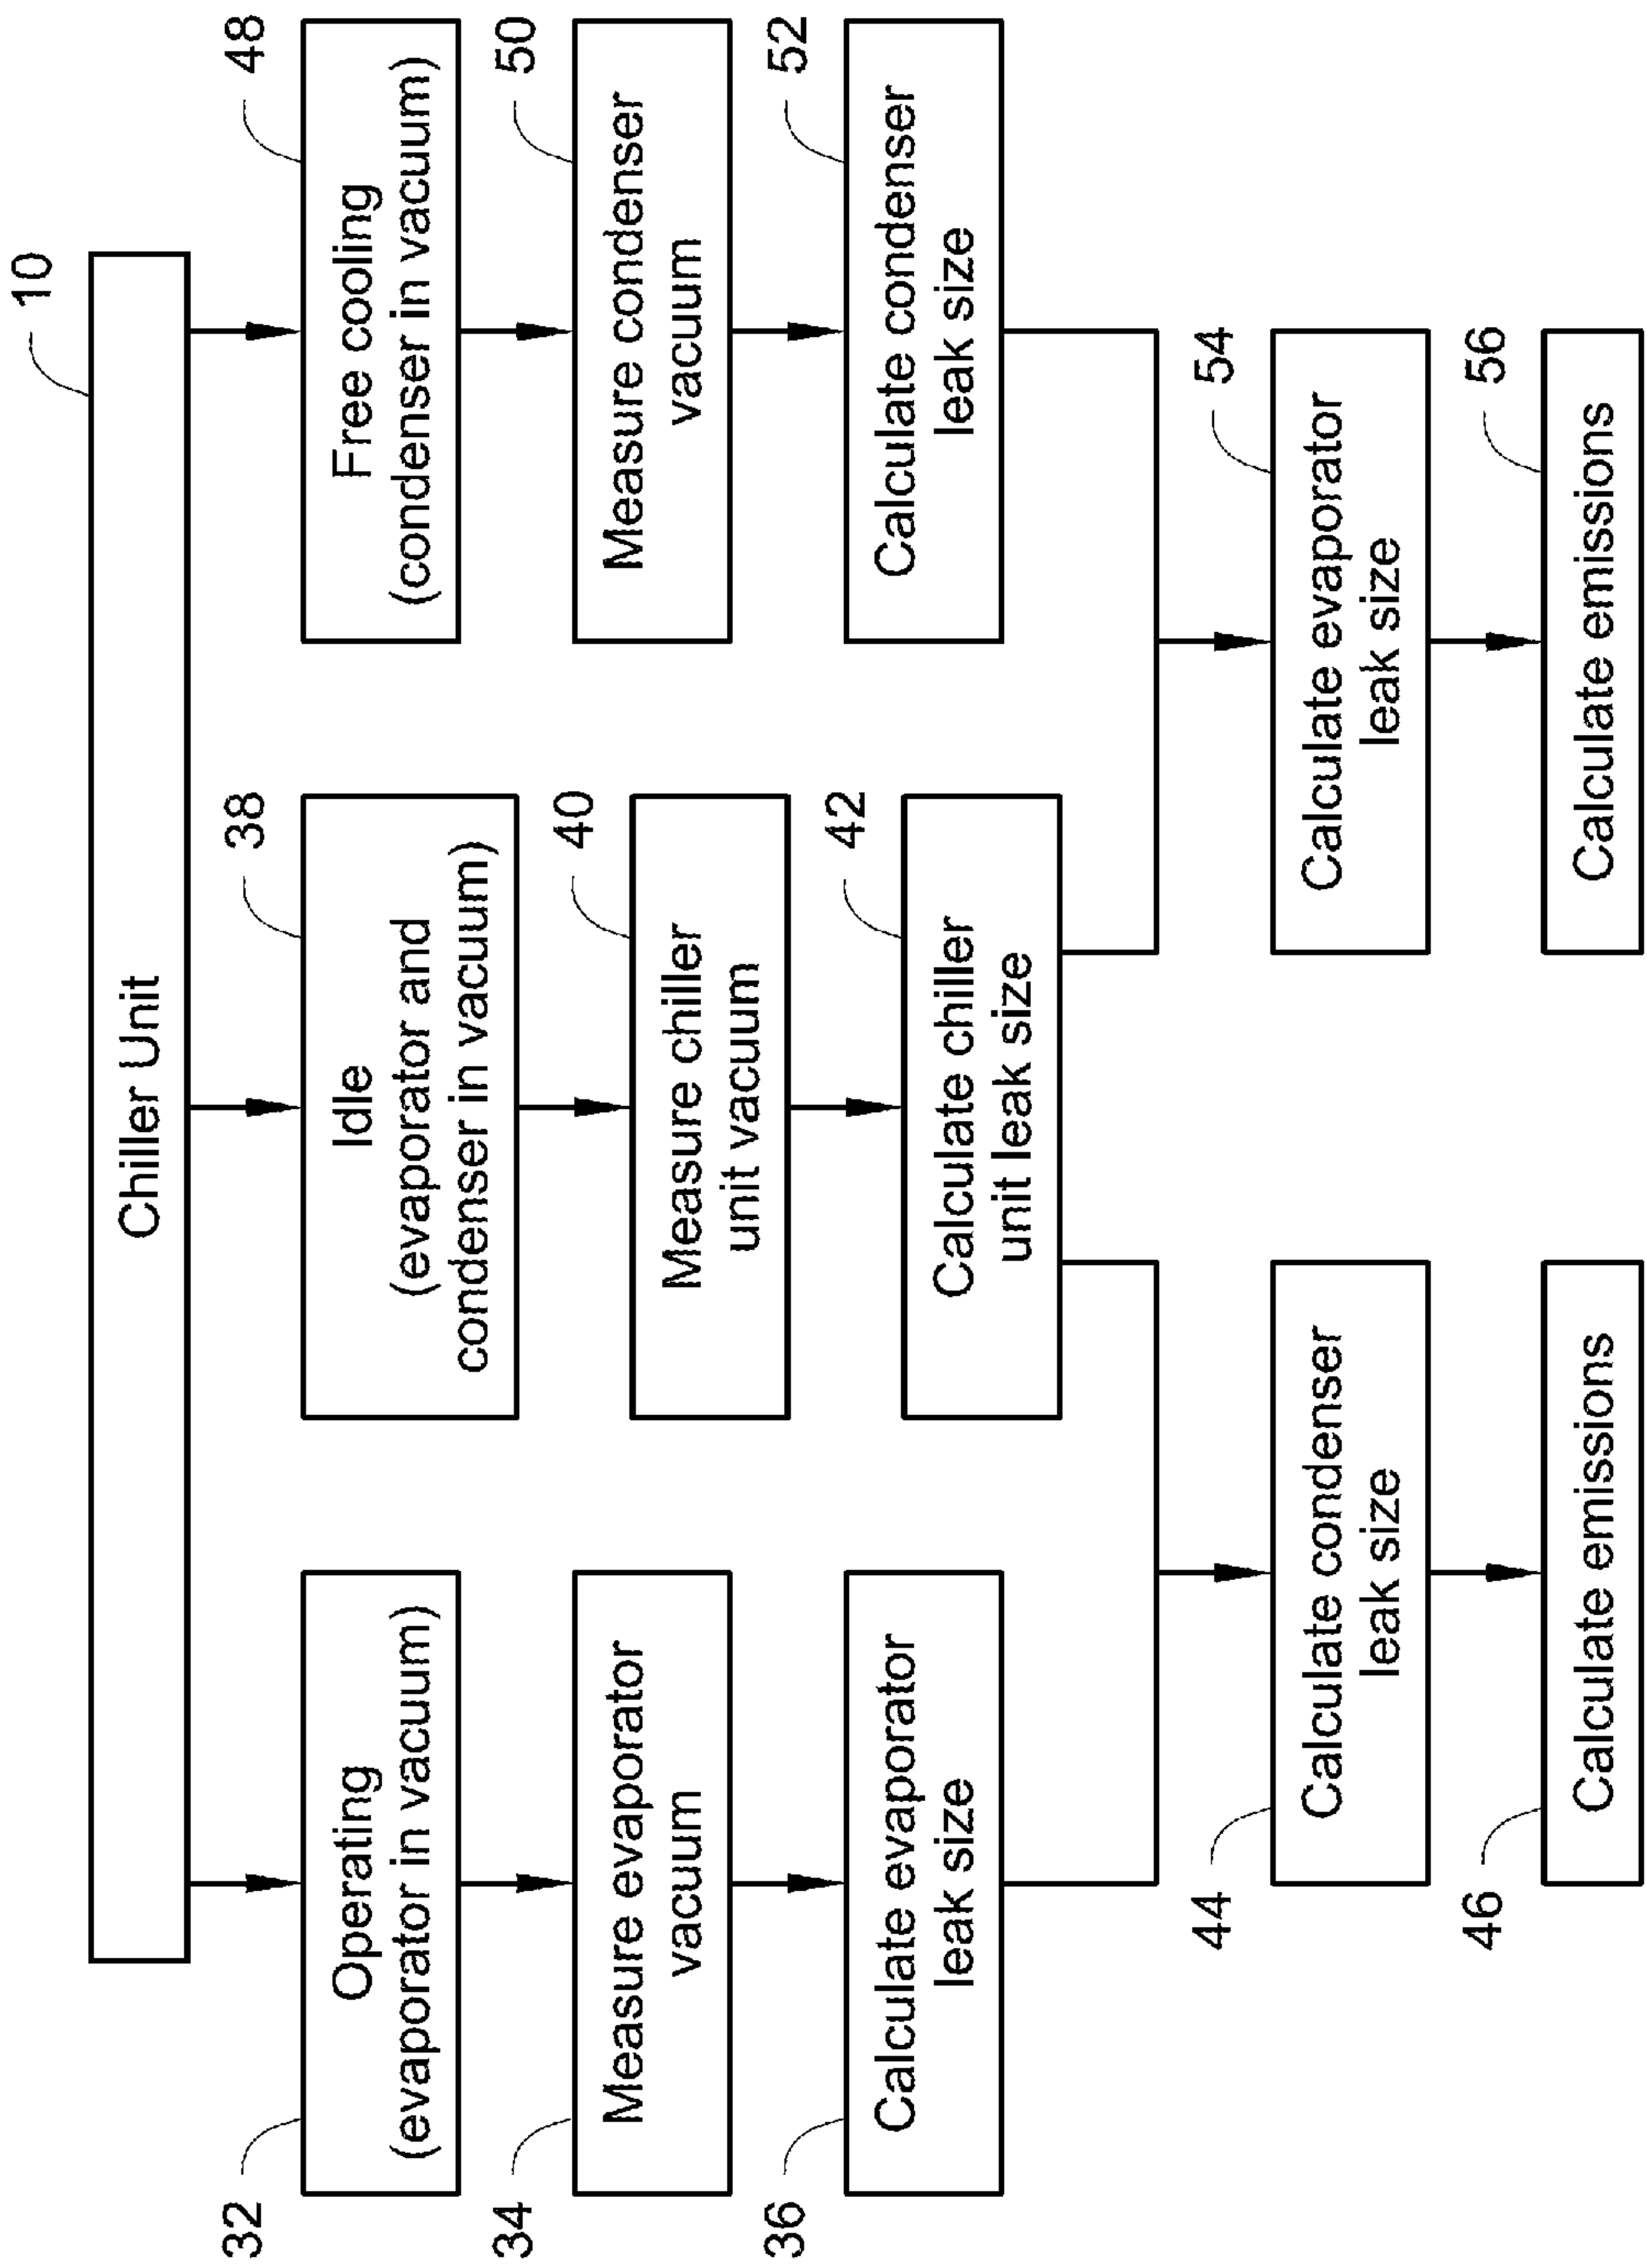 10
Chiller Unit
32
Operating
(evaporator in vacuum)
38
Idle
(evaporator and
condenser in vacuum)
48
Free cooling
(condenser in vacuum)
34
Measure evaporator
vacuum
40
Measure chiller
unit vacuum
50
Measure condenser
vacuum
36
Calculate evaporator
leak size
42
Calculate chiller
unit leak size
52
Calculate condenser
leak size
44
Calculate condenser
leak size
54
Calculate evaporator
leak size
46
Calculate emissions
56
Calculate emissions